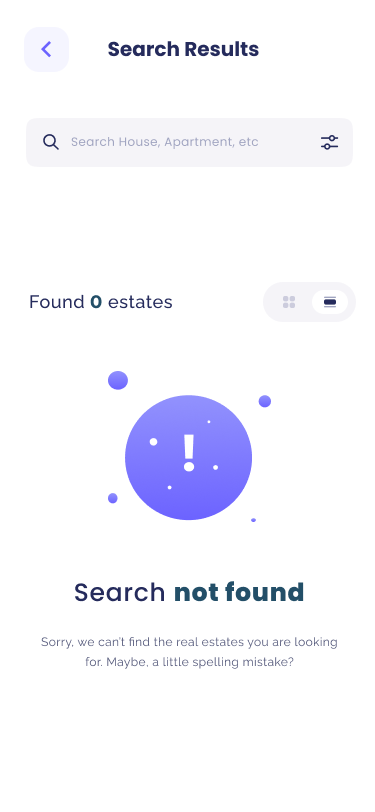 Search Results
Search House, Apartment, etc
Found 0 estates
!
Search not found
Sorry, we can't find the real estates you are looking
for. Maybe, a little spelling mistake?